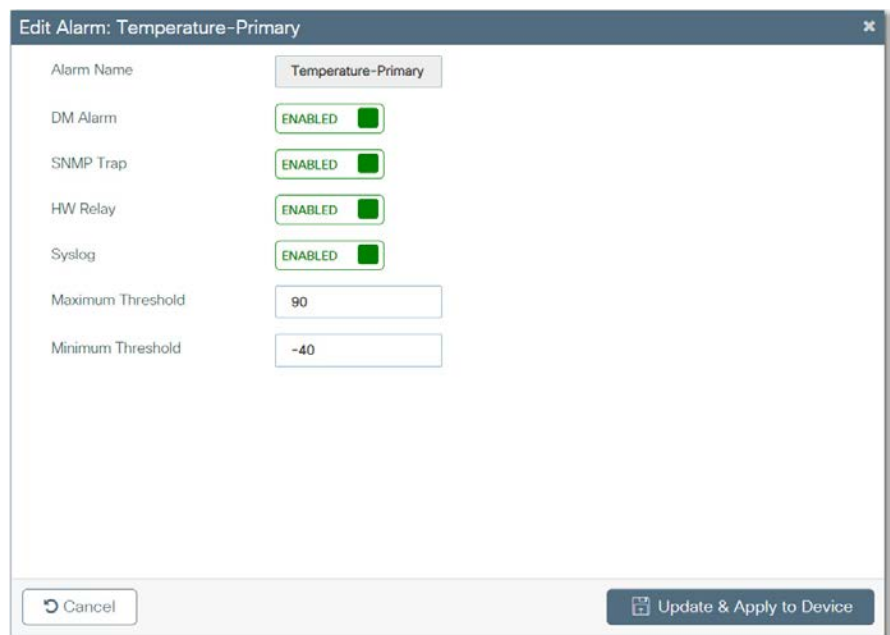 Edit Alarm: Temperature-Primary
Alarm Name Temperature-Primary
DM Alarm ENABLED
SNMP Trap ENABLED
HW Relay ENABLED
Syslog ENABLED
Maximum Threshold 90
Minimum Threshold -40
Cancel Update & Apply to Device